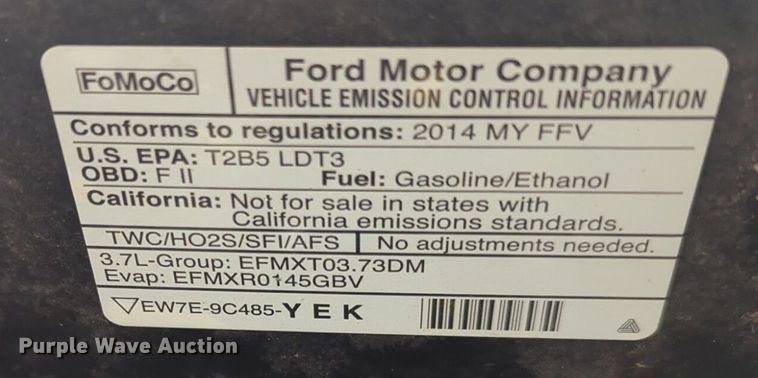 FoMoCo
Ford Motor Company
VEHICLE EMISSION CONTROL INFORMATION
Conforms to regulations: 2014 MY FFV
U.S. EPA: T2B5 LDT3
OBD: F II Fuel: Gasoline/Ethanol
California: Not for sale in states with
California emissions standards.
TWC/HO2S/SFI/AFS No adjustments needed.
3.7L-Group: EFMXT03.73DM
Evap: EFMXR0145GBV
EW7E-9C485-YEK
Purple Wave Auction